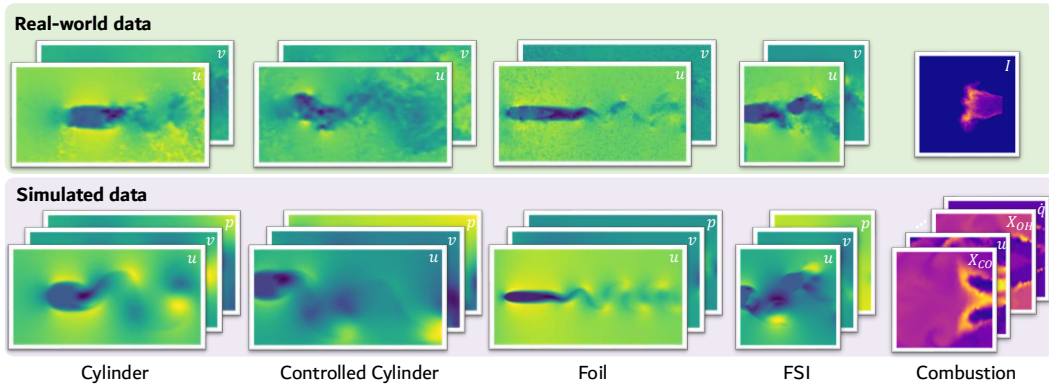 Real-world data
v
u
v
u
v
u
v
u
I
Simulated data
p
v
u
p
v
u
p
v
u
p
v
u
q̇
X_OH
...
u
X_CO
Cylinder
Controlled Cylinder
Foil
FSI
Combustion